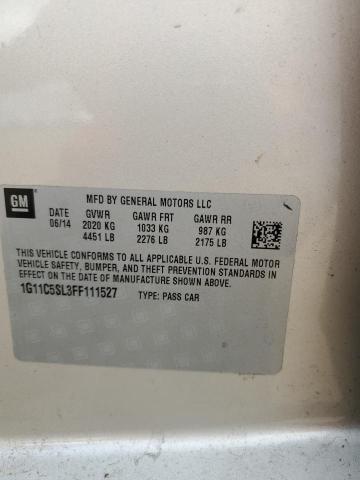 GM
MFD BY GENERAL MOTORS LLC
DATE GVWR GAWR FRT GAWR RR
06/14 2020 KG 1033 KG 987 KG
4451 LB 2276 LB 2175 LB
THIS VEHICLE CONFORMS TO ALL APPLICABLE U.S. FEDERAL MOTOR
VEHICLE SAFETY, BUMPER, AND THEFT PREVENTION STANDARDS IN
EFFECT ON THE DATE OF MANUFACTURE SHOWN ABOVE.
1G11C5SL3FF111527 TYPE: PASS CAR